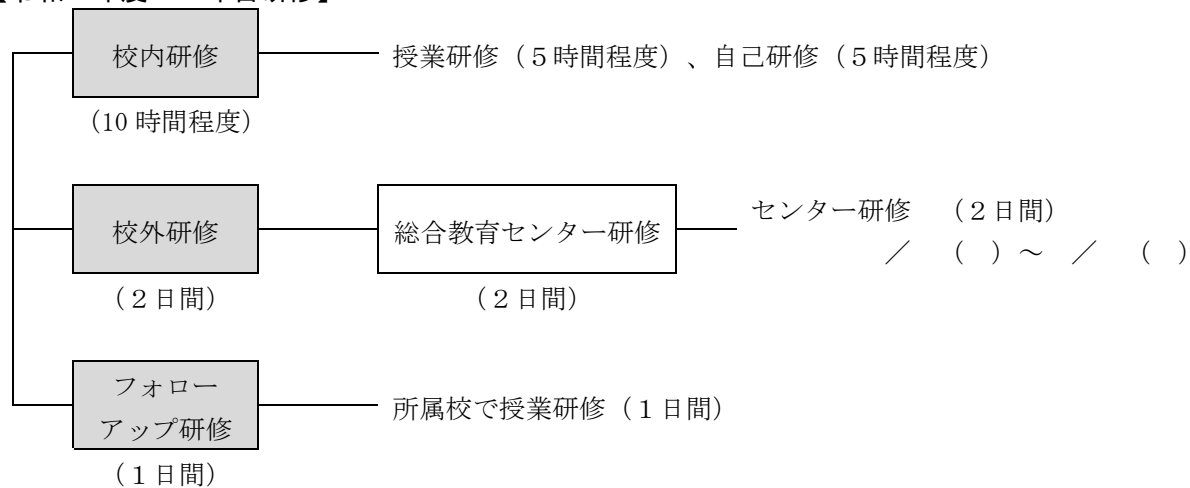 校内研修
授業研修（５時間程度）、自己研修（５時間程度）
（10 時間程度）
校外研修
総合教育センター研修
センター研修　（２日間）
／　（　）～　／　（　）
（２日間）
（２日間）
フォロー
アップ研修
所属校で授業研修（１日間）
（１日間）